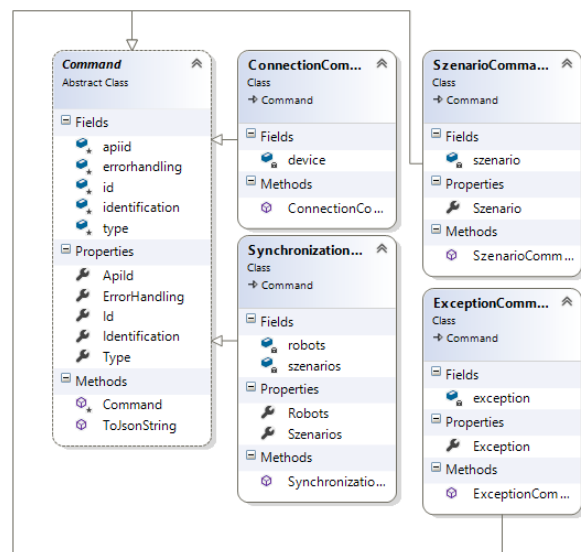 Command
Abstract Class
Fields
apiid
errorhandling
id
identification
type
Properties
ApiId
ErrorHandling
Id
Identification
Type
Methods
Command
ToJsonString
ConnectionCom...
Class
Command
Fields
device
Methods
ConnectionCo...
Synchronization...
Class
Command
Fields
robots
szenarios
Properties
Robots
Szenarios
Methods
Synchronizatio...
SzenarioComma...
Class
Command
Fields
szenario
Properties
Szenario
Methods
SzenarioComm...
ExceptionComm...
Class
Command
Fields
exception
Properties
Exception
Methods
ExceptionCom...